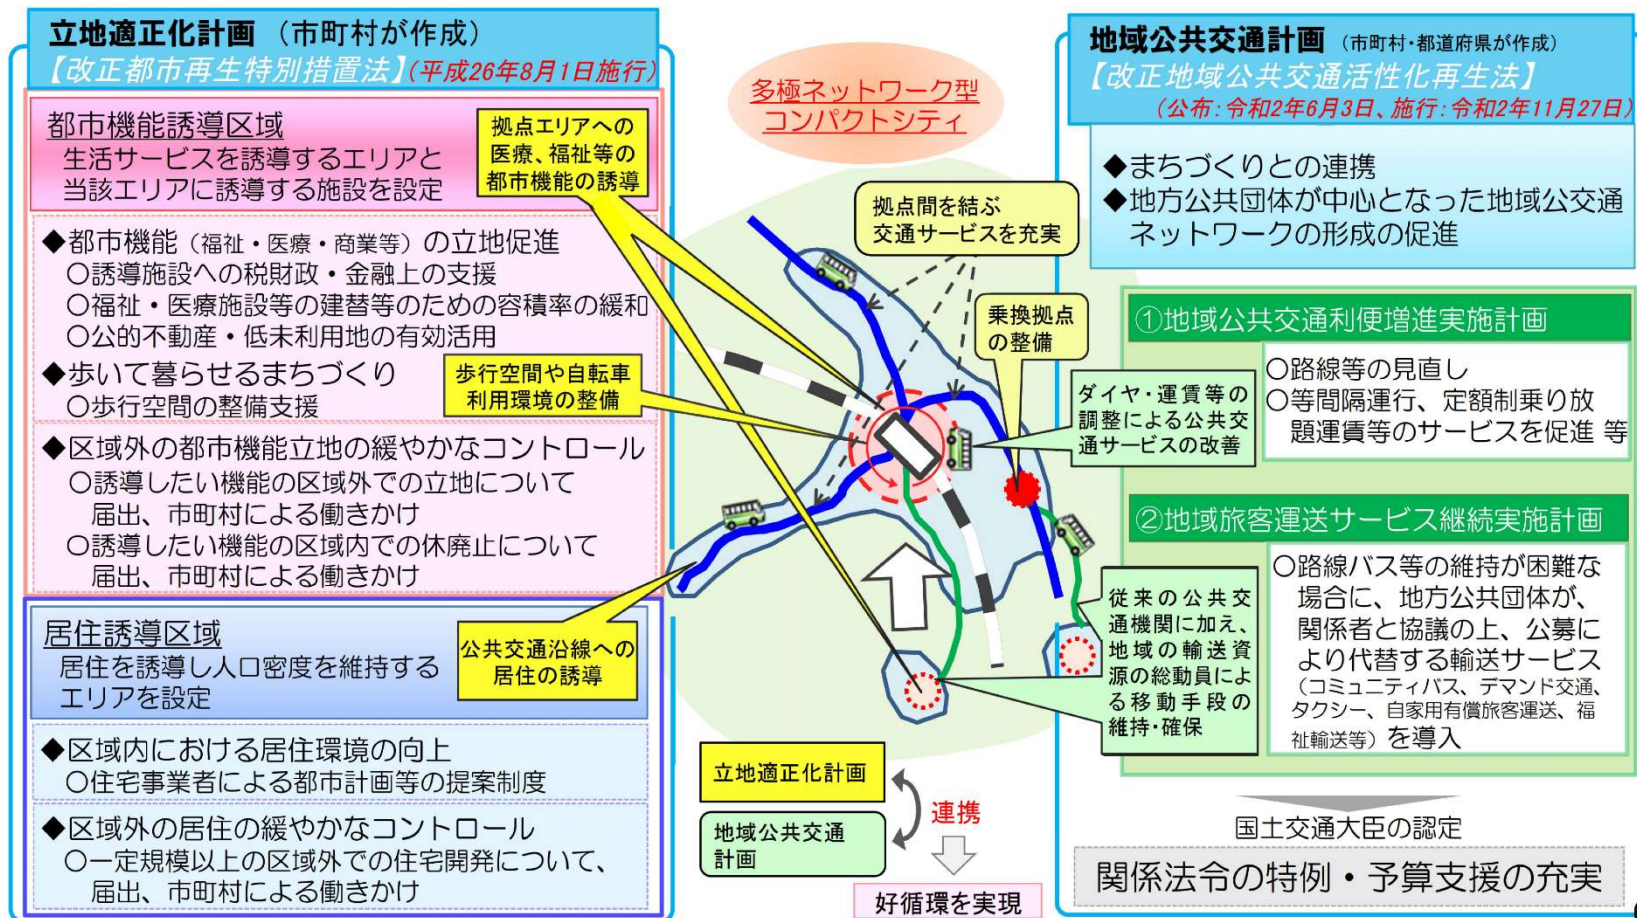 立地適正化計画 （市町村が作成）
【改正都市再生特別措置法】(平成26年8月1日施行)
都市機能誘導区域
生活サービスを誘導するエリアと
当該エリアに誘導する施設を設定
◆都市機能（福祉・医療・商業等）の立地促進
○誘導施設への税財政・金融上の支援
○福祉・医療施設等の建替等のための容積率の緩和
○公的不動産・低未利用地の有効活用
◆歩いて暮らせるまちづくり
○歩行空間の整備支援
◆区域外の都市機能立地の緩やかなコントロール
○誘導したい機能の区域外での立地について
届出、市町村による働きかけ
○誘導したい機能の区域内での休廃止について
届出、市町村による働きかけ
居住誘導区域
居住を誘導し人口密度を維持する
エリアを設定
◆区域内における居住環境の向上
○住宅事業者による都市計画等の提案制度
◆区域外の居住の緩やかなコントロール
○一定規模以上の区域外での住宅開発について、
届出、市町村による働きかけ
拠点エリアへの
医療、福祉等の
都市機能の誘導
歩行空間や自転車
利用環境の整備
公共交通沿線への
居住の誘導
多極ネットワーク型
コンパクトシティ
拠点間を結ぶ
交通サービスを充実
乗換拠点
の整備
ダイヤ・運賃等の
調整による公共交
通サービスの改善
従来の公共交
通機関に加え、
地域の輸送資
源の総動員によ
る移動手段の
維持・確保
立地適正化計画
地域公共交通
計画
連携
好循環を実現
地域公共交通計画 （市町村・都道府県が作成）
【改正地域公共交通活性化再生法】
（公布：令和2年6月3日、施行：令和2年11月27日）
◆まちづくりとの連携
◆地方公共団体が中心となった地域公交通
ネットワークの形成の促進
①地域公共交通利便増進実施計画
○路線等の見直し
○等間隔運行、定額制乗り放
題運賃等のサービスを促進 等
②地域旅客運送サービス継続実施計画
○路線バス等の維持が困難な
場合に、地方公共団体が、
関係者と協議の上、公募に
より代替する輸送サービス
（コミュニティバス、デマンド交通、
タクシー、自家用有償旅客運送、福
祉輸送等）を導入
国土交通大臣の認定
関係法令の特例・予算支援の充実